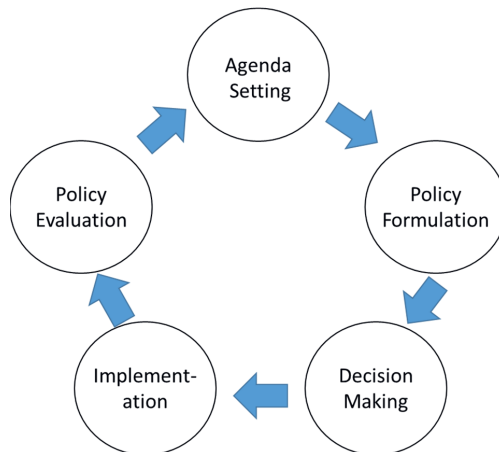 Agenda
Setting
Policy
Formulation
Decision
Making
Implement-
ation
Policy
Evaluation